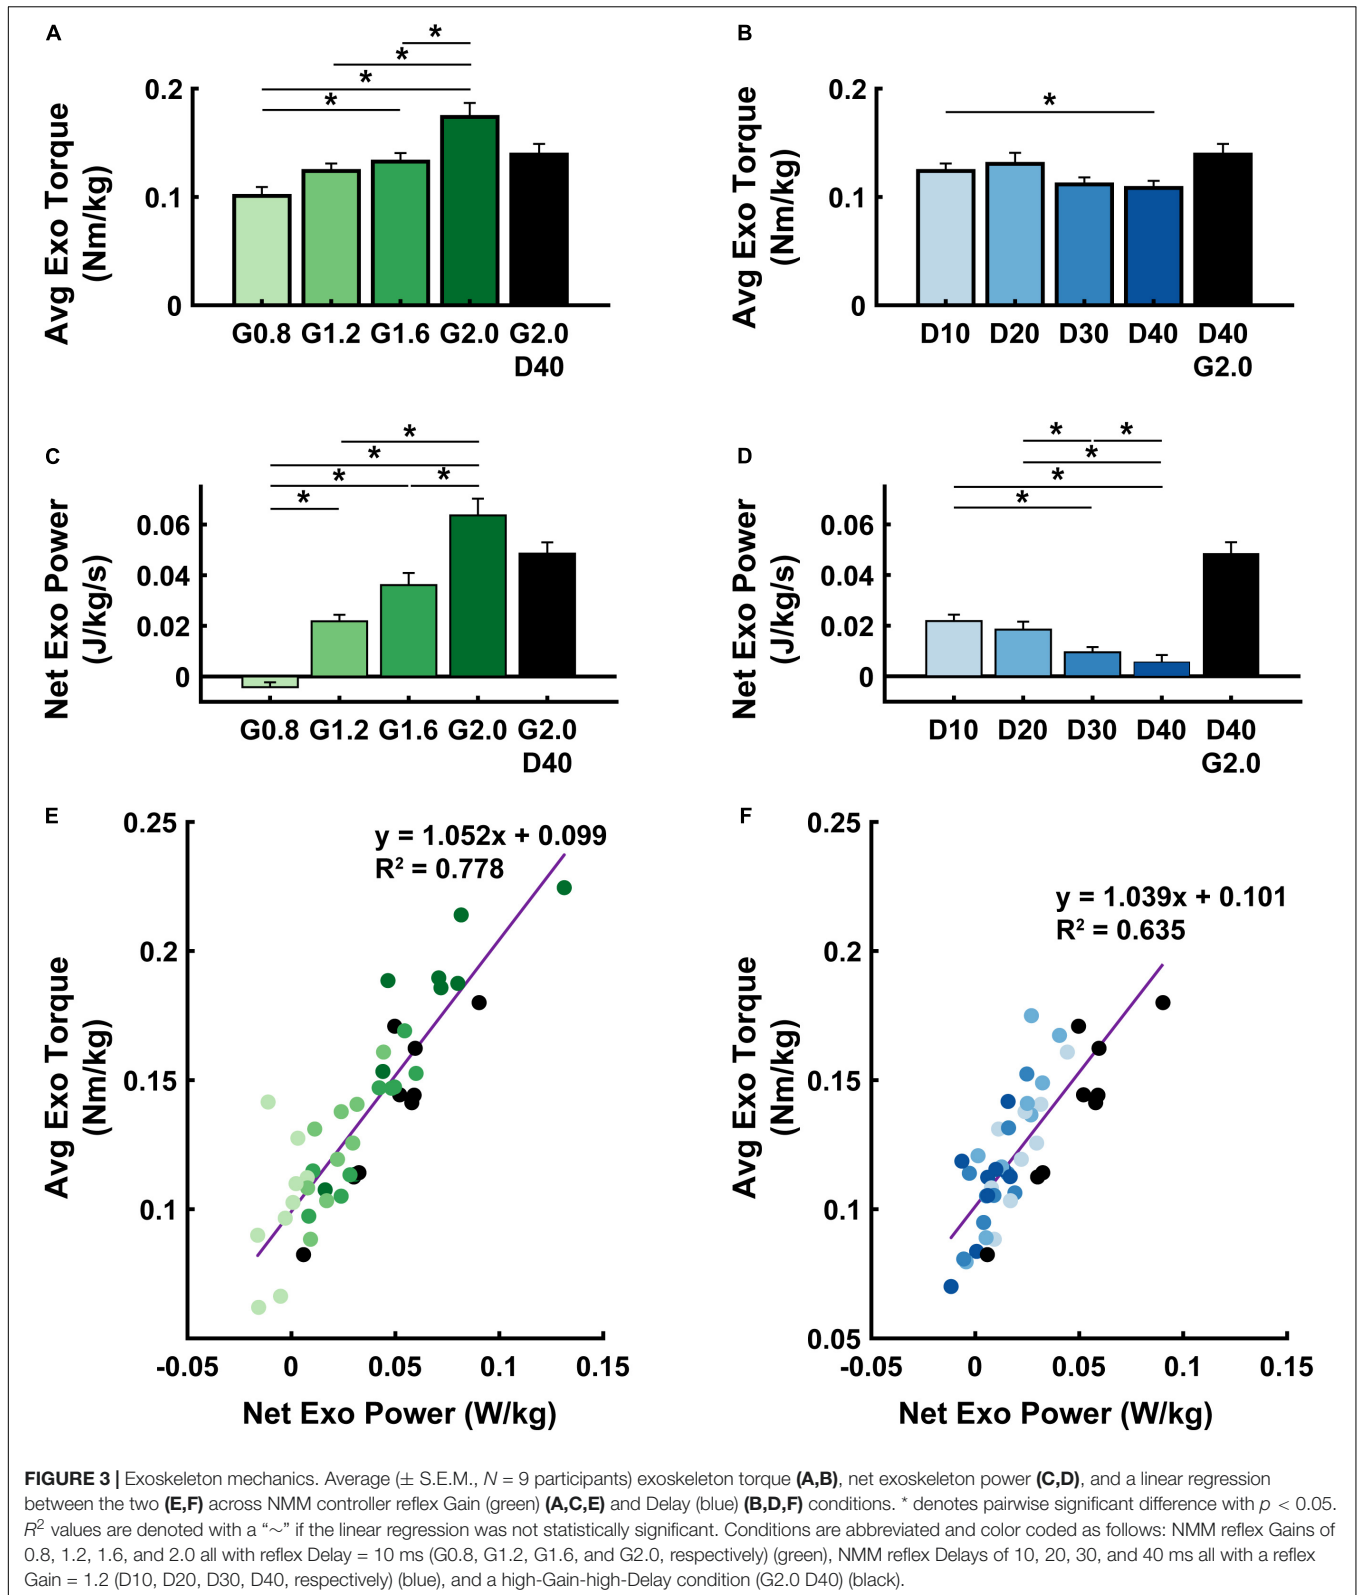 A
*
*
*
*
0.2
0.1
0
Avg Exo Torque
(Nm/kg)
G0.8 G1.2 G1.6 G2.0 G2.0
D40
B
*
0.2
0.1
0
Avg Exo Torque
(Nm/kg)
D10 D20 D30 D40 D40
G2.0
C
*
*
*
*
*
0.06
0.04
0.02
0
Net Exo Power
(J/kg/s)
G0.8 G1.2 G1.6 G2.0 G2.0
D40
D
*
*
*
*
*
0.06
0.04
0.02
0
Net Exo Power
(J/kg/s)
D10 D20 D30 D40 D40
G2.0
E
y = 1.052x + 0.099
R² = 0.778
0.25
0.2
0.15
0.1
Avg Exo Torque
(Nm/kg)
-0.05 0 0.05 0.1 0.15
Net Exo Power (W/kg)
F
y = 1.039x + 0.101
R² = 0.635
0.25
0.2
0.15
0.1
0.05
Avg Exo Torque
(Nm/kg)
-0.05 0 0.05 0.1 0.15
Net Exo Power (W/kg)
FIGURE 3 | Exoskeleton mechanics. Average (± S.E.M., N = 9 participants) exoskeleton torque (A,B), net exoskeleton power (C,D), and a linear regression
between the two (E,F) across NMM controller reflex Gain (green) (A,C,E) and Delay (blue) (B,D,F) conditions. * denotes pairwise significant difference with p < 0.05.
R² values are denoted with a “∼” if the linear regression was not statistically significant. Conditions are abbreviated and color coded as follows: NMM reflex Gains of
0.8, 1.2, 1.6, and 2.0 all with reflex Delay = 10 ms (G0.8, G1.2, G1.6, and G2.0, respectively) (green), NMM reflex Delays of 10, 20, 30, and 40 ms all with a reflex
Gain = 1.2 (D10, D20, D30, D40, respectively) (blue), and a high-Gain-high-Delay condition (G2.0 D40) (black).